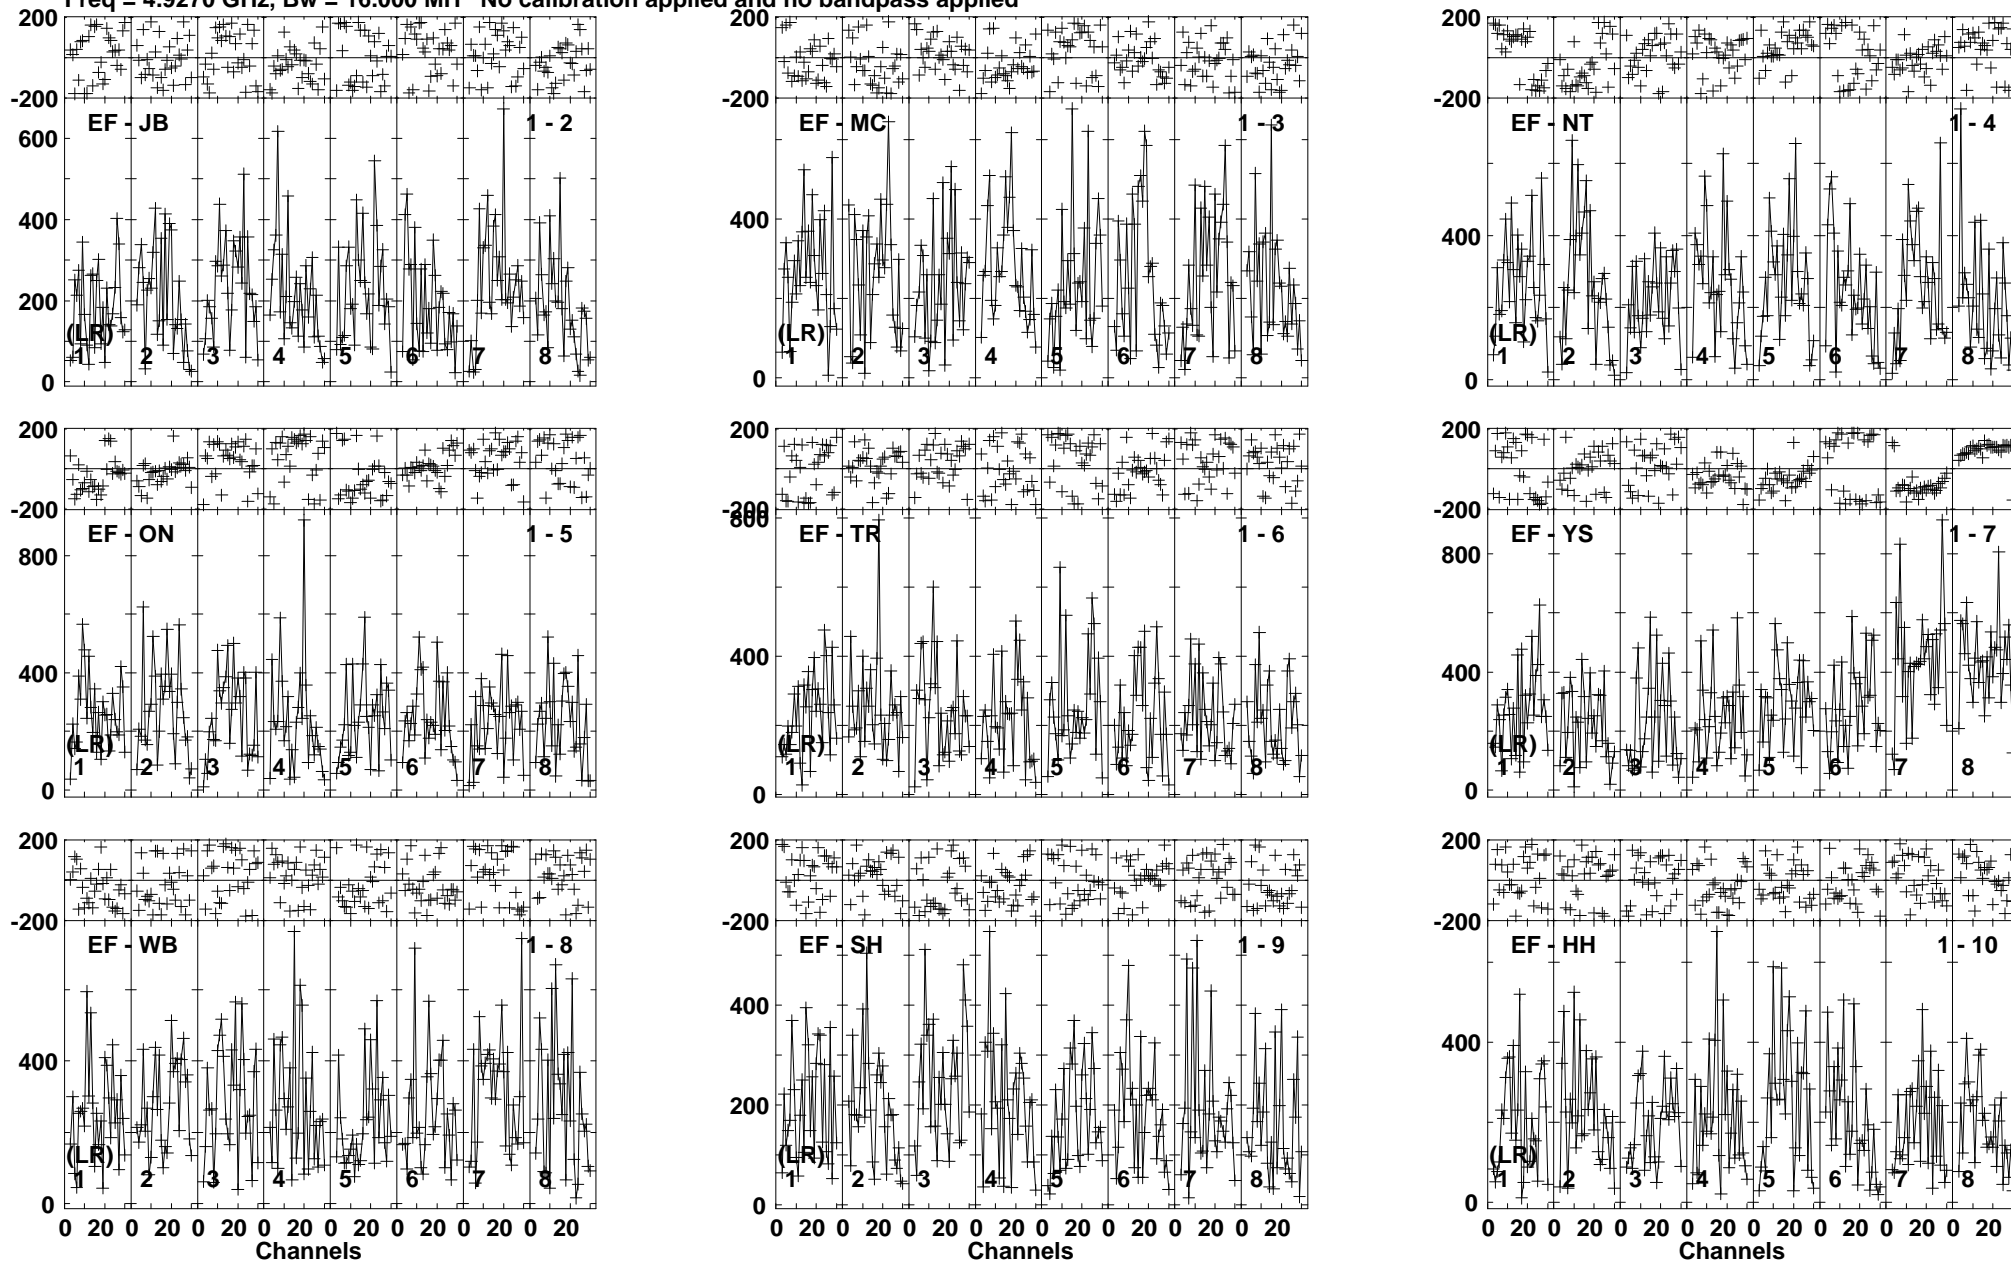 Freq = 4.9270 GHz, Bw = 16.000 MH No calibration applied and no bandpass applied
200 200 200
-200 -200 -200
EF - JB 1 - 2 EF - MC 1 - 3 EF - NT 1 - 4
600
400 400 400
200
(LR) (LR) (LR)
1 2 3 4 5 6 7 8 1 2 3 4 5 6 7 8 1 2 3 4 5 6 7 8
0 0 0
200 200 200
-200 -200 -200
800
EF - ON 1 - 5 EF - TR 1 - 6 EF - YS 1 - 7
800 800
400 400 400
(LR) (LR) (LR)
1 2 3 4 5 6 7 8 1 2 3 4 5 6 7 8 1 2 3 4 5 6 7 8
0 0 0
200 200 200
-200 -200 -200
EF - WB 1 - 8 EF - SH 1 - 9 EF - HH 1 - 10
400 400 400
200
(LR) (LR) (LR)
1 2 3 4 5 6 7 8 1 2 3 4 5 6 7 8 1 2 3 4 5 6 7 8
0 0 0
0 20 0 20 0 20 0 20 0 20 0 20 0 20 0 20 0 20 0 20 0 20 0 20 0 20 0 20 0 20 0 20 0 20 0 20 0 20 0 20 0 20 0 20 0 20 0 20
Channels Channels Channels